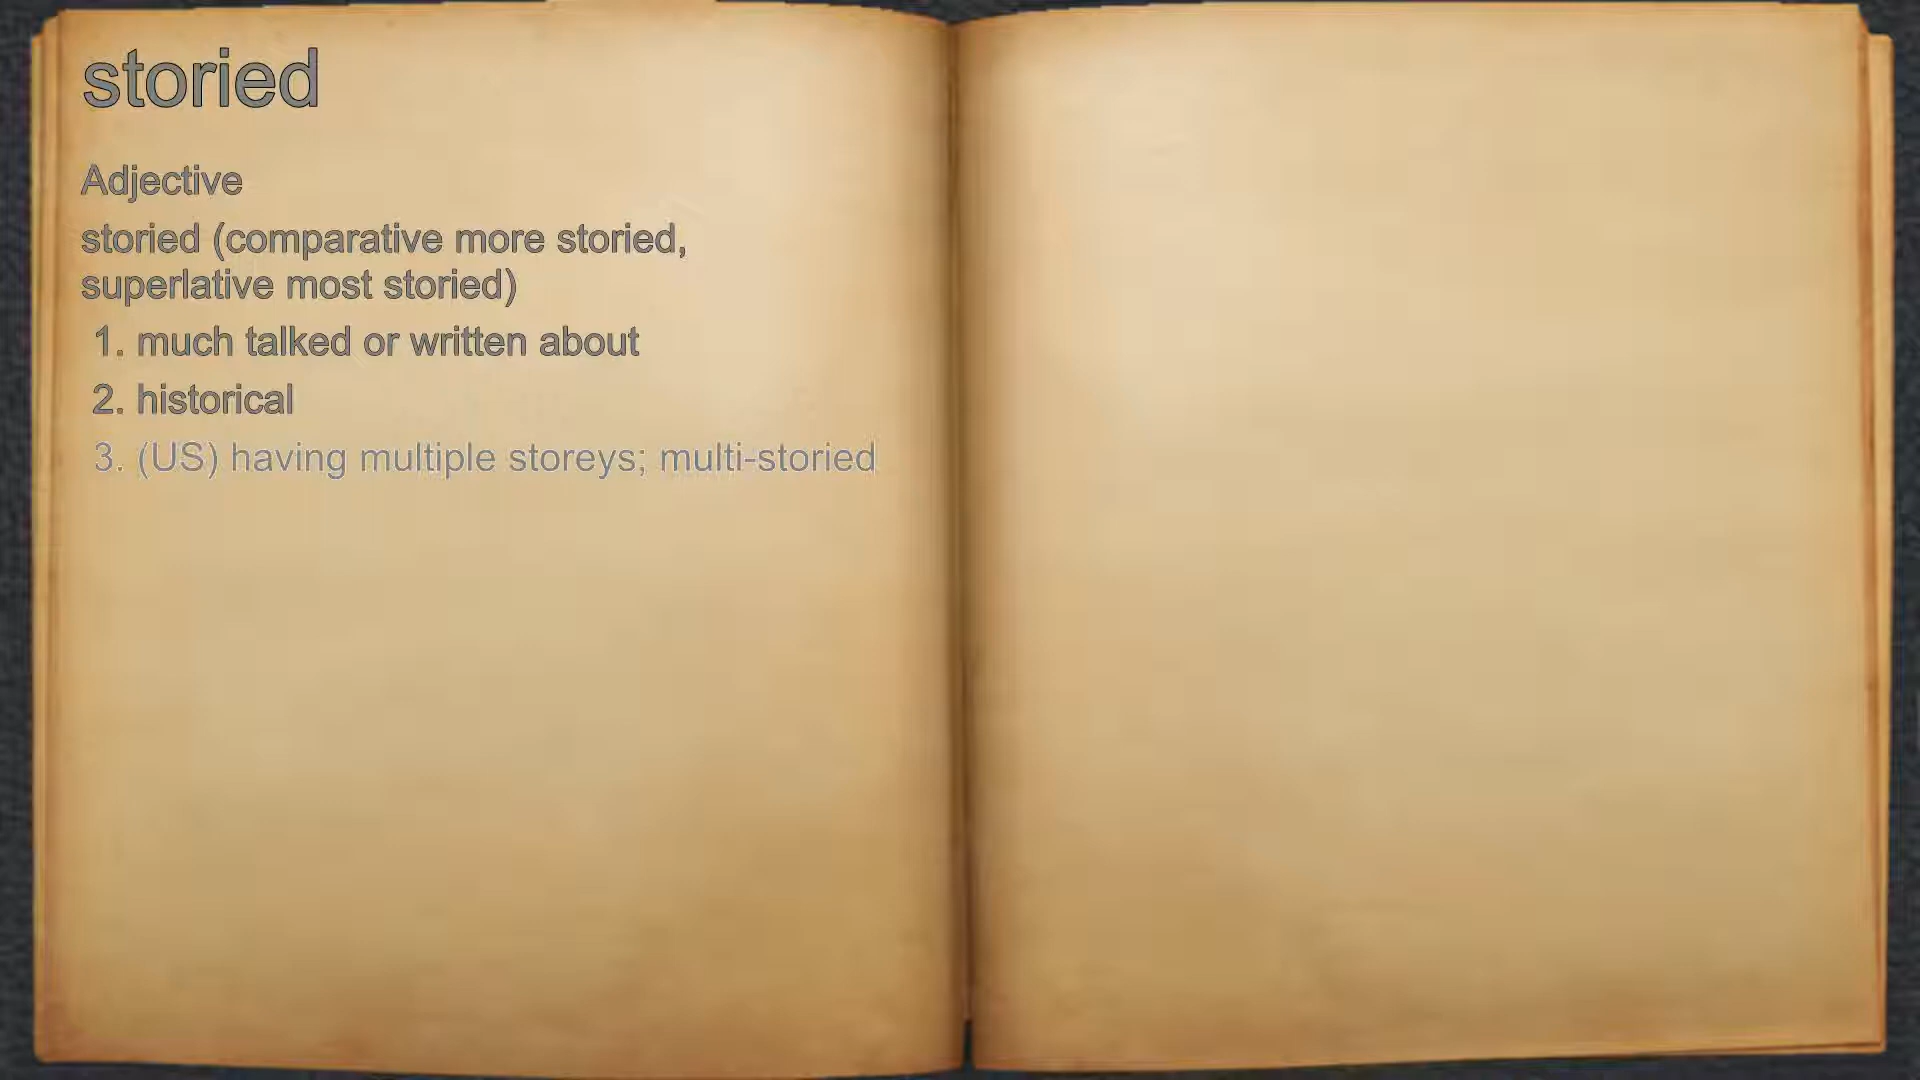 storied
Adjective
storied (comparative more storied,
superlative most storied)
1. much talked or written about
2. historical
3. (US) having multiple storeys; multi-storied